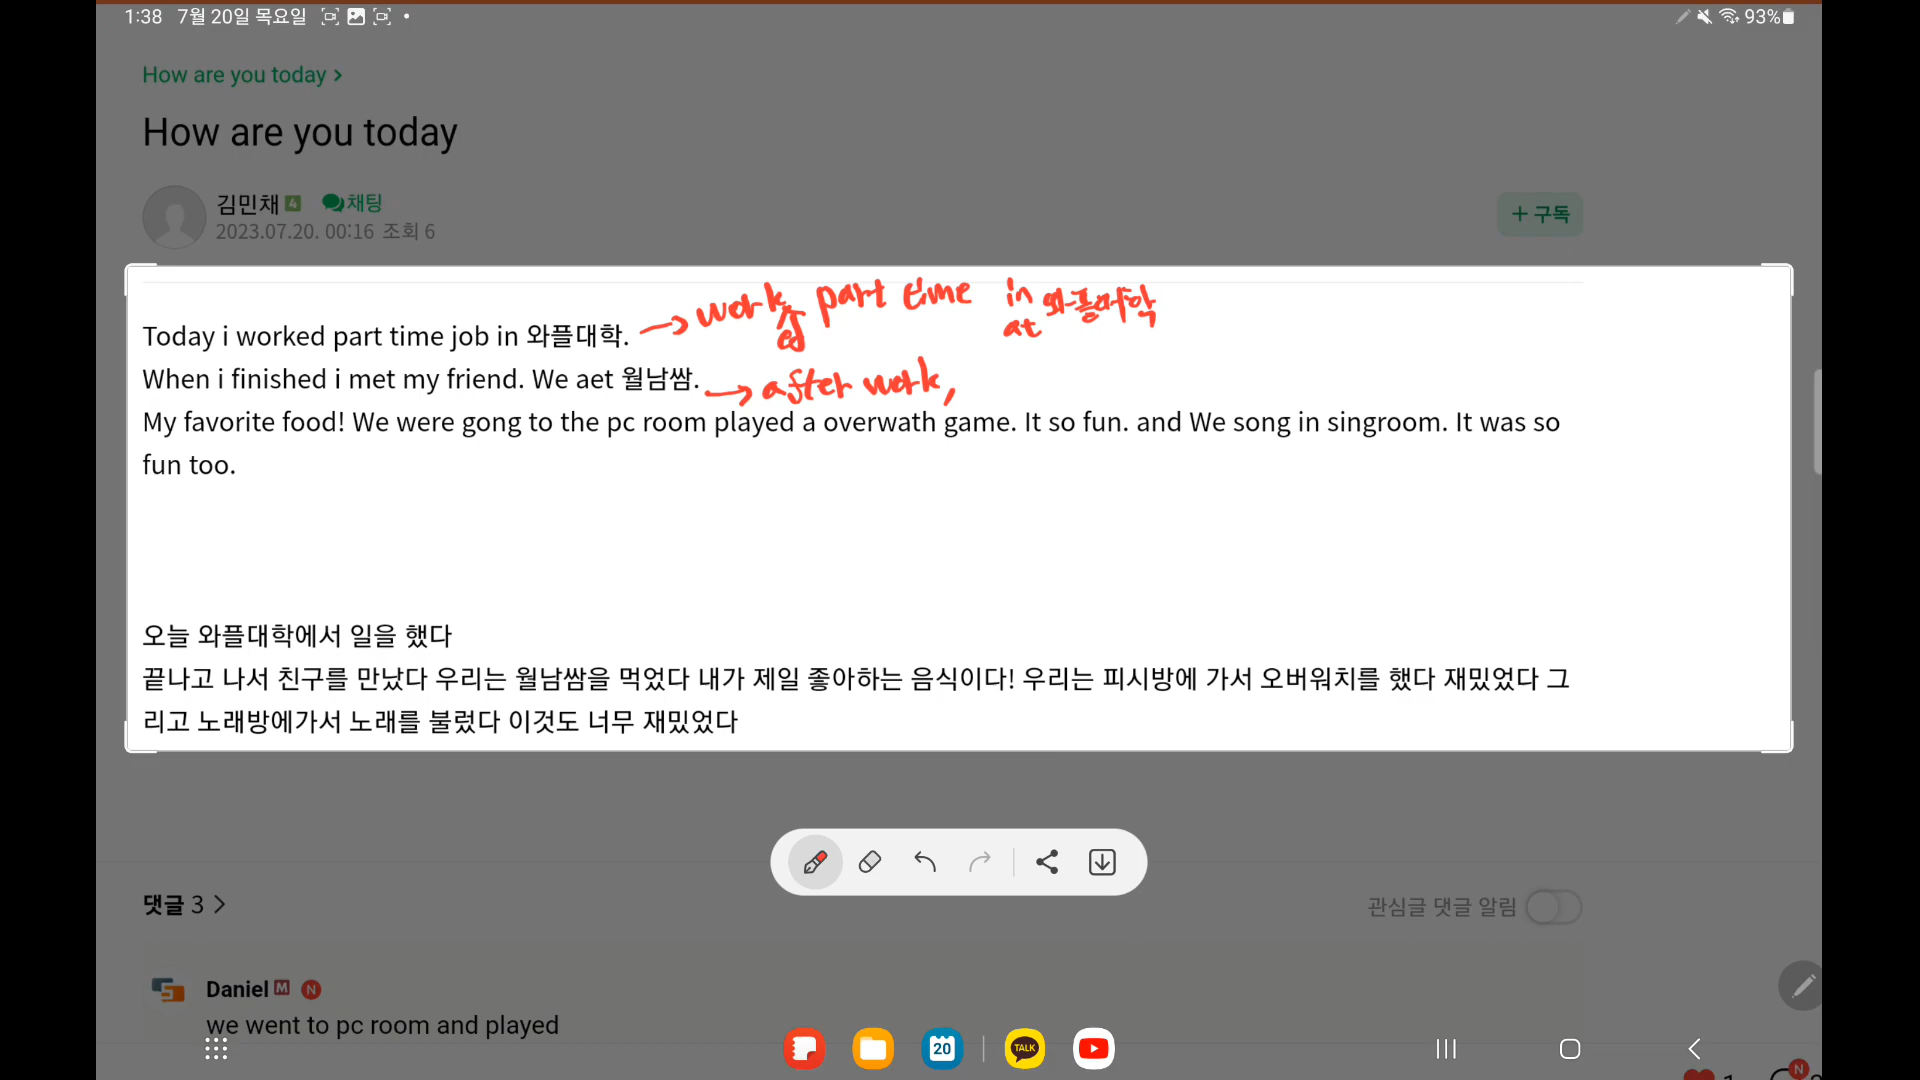 1:38 7월 20일 목요일
93%
How are you today
How are you today
김민채 4 채팅
2023.07.20. 00:16 조회 6
+ 구독
work part time in 와플대학
ed at
Today i worked part time job in 와플대학.
When i finished i met my friend. We aet 월남쌈.
after work,
My favorite food! We were gong to the pc room played a overwath game. It so fun. and We song in singroom. It was so
fun too.
오늘 와플대학에서 일을 했다
끝나고 나서 친구를 만났다 우리는 월남쌈을 먹었다 내가 제일 좋아하는 음식이다! 우리는 피시방에 가서 오버워치를 했다 재밌었다 그
리고 노래방에가서 노래를 불렀다 이것도 너무 재밌었다
댓글 3
관심글 댓글 알림
Daniel M N
we went to pc room and played
20
TALK
N